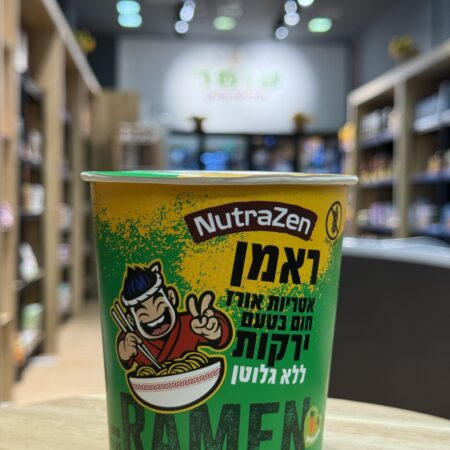 NutraZen
ראמן
אטריות אורז
חום בטעם
ירקות
ללא גלוטן
RAMEN